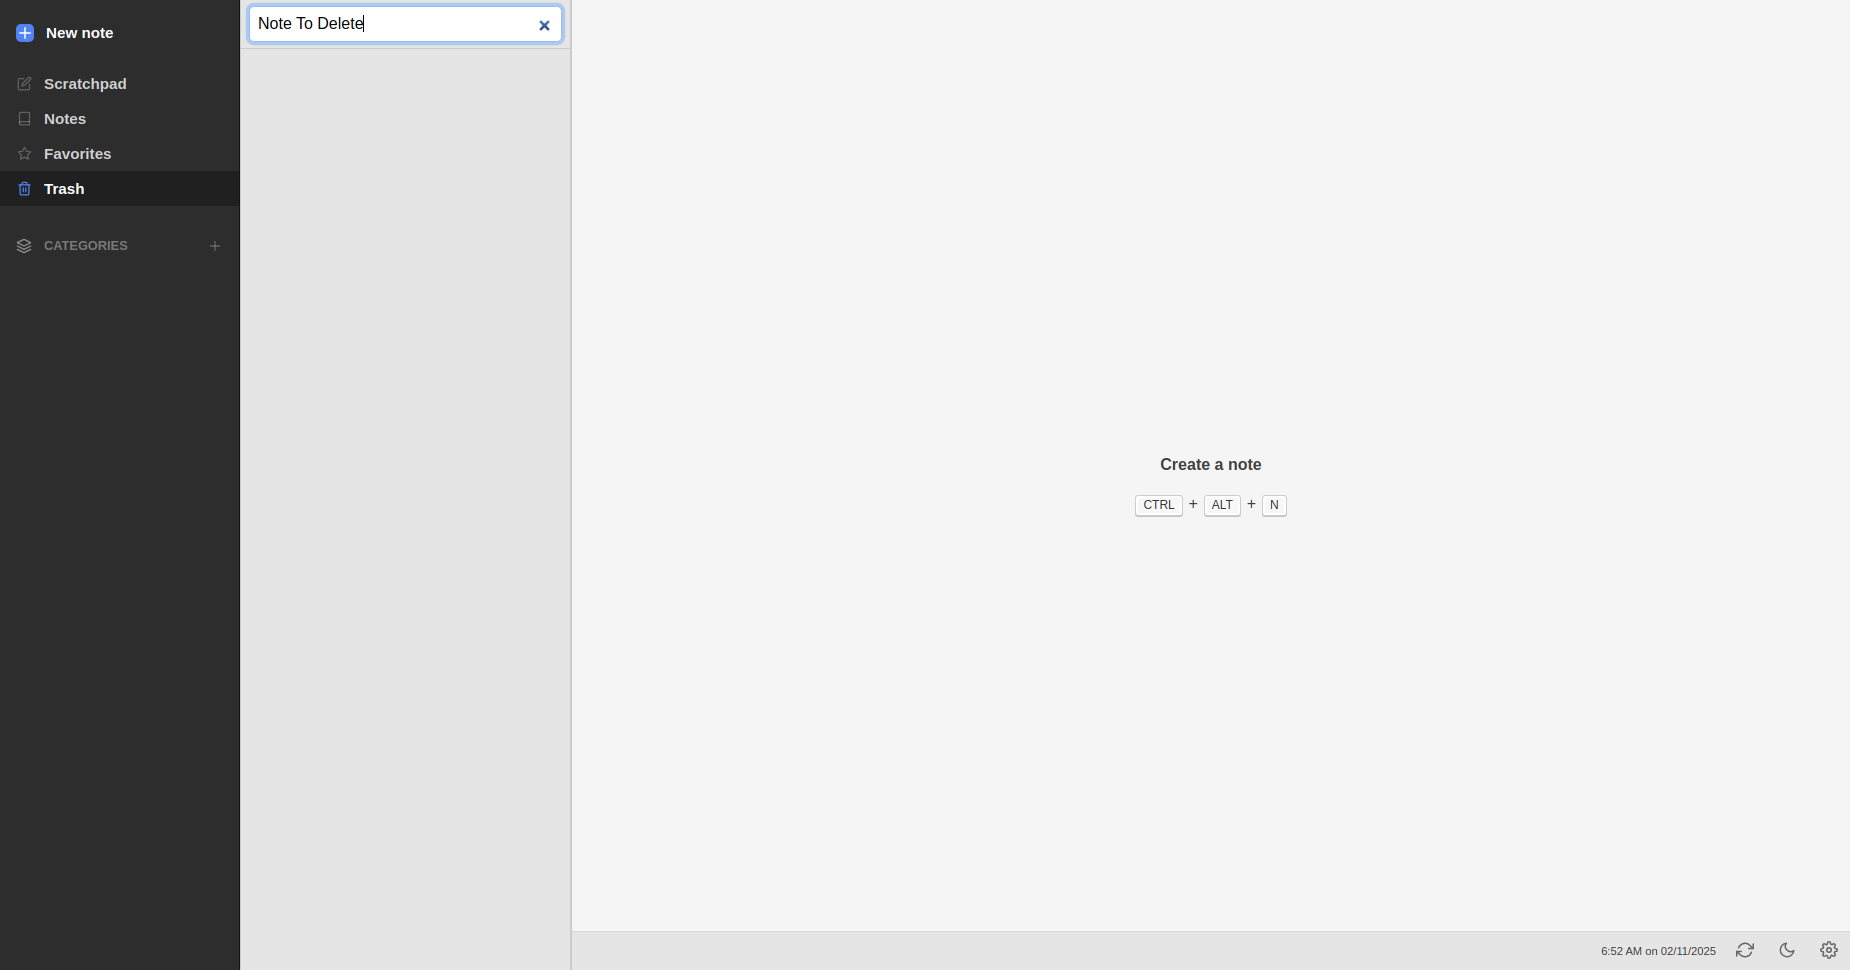 New note
Scratchpad
Notes
Favorites
Trash
CATEGORIES
Note To Delete
Create a note
CTRL + ALT + N
6:52 AM on 02/11/2025